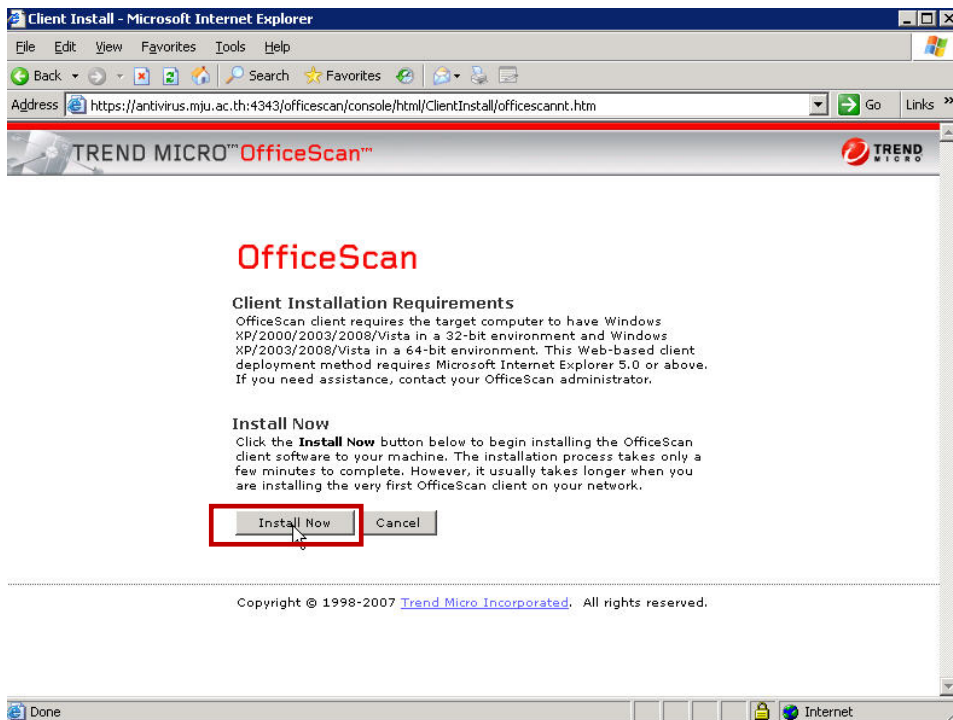 Client Install - Microsoft Internet Explorer
File Edit View Favorites Tools Help
Back Search Favorites
Address https://antivirus.mju.ac.th:4343/officescan/console/html/ClientInstall/officescannt.htm Go Links »
TREND MICRO™ OfficeScan™ TREND MICRO
OfficeScan
Client Installation Requirements
OfficeScan client requires the target computer to have Windows
XP/2000/2003/2008/Vista in a 32-bit environment and Windows
XP/2003/2008/Vista in a 64-bit environment. This Web-based client
deployment method requires Microsoft Internet Explorer 5.0 or above.
If you need assistance, contact your OfficeScan administrator.
Install Now
Click the Install Now button below to begin installing the OfficeScan
client software to your machine. The installation process takes only a
few minutes to complete. However, it usually takes longer when you
are installing the very first OfficeScan client on your network.
Install Now Cancel
Copyright © 1998-2007 Trend Micro Incorporated. All rights reserved.
Done Internet